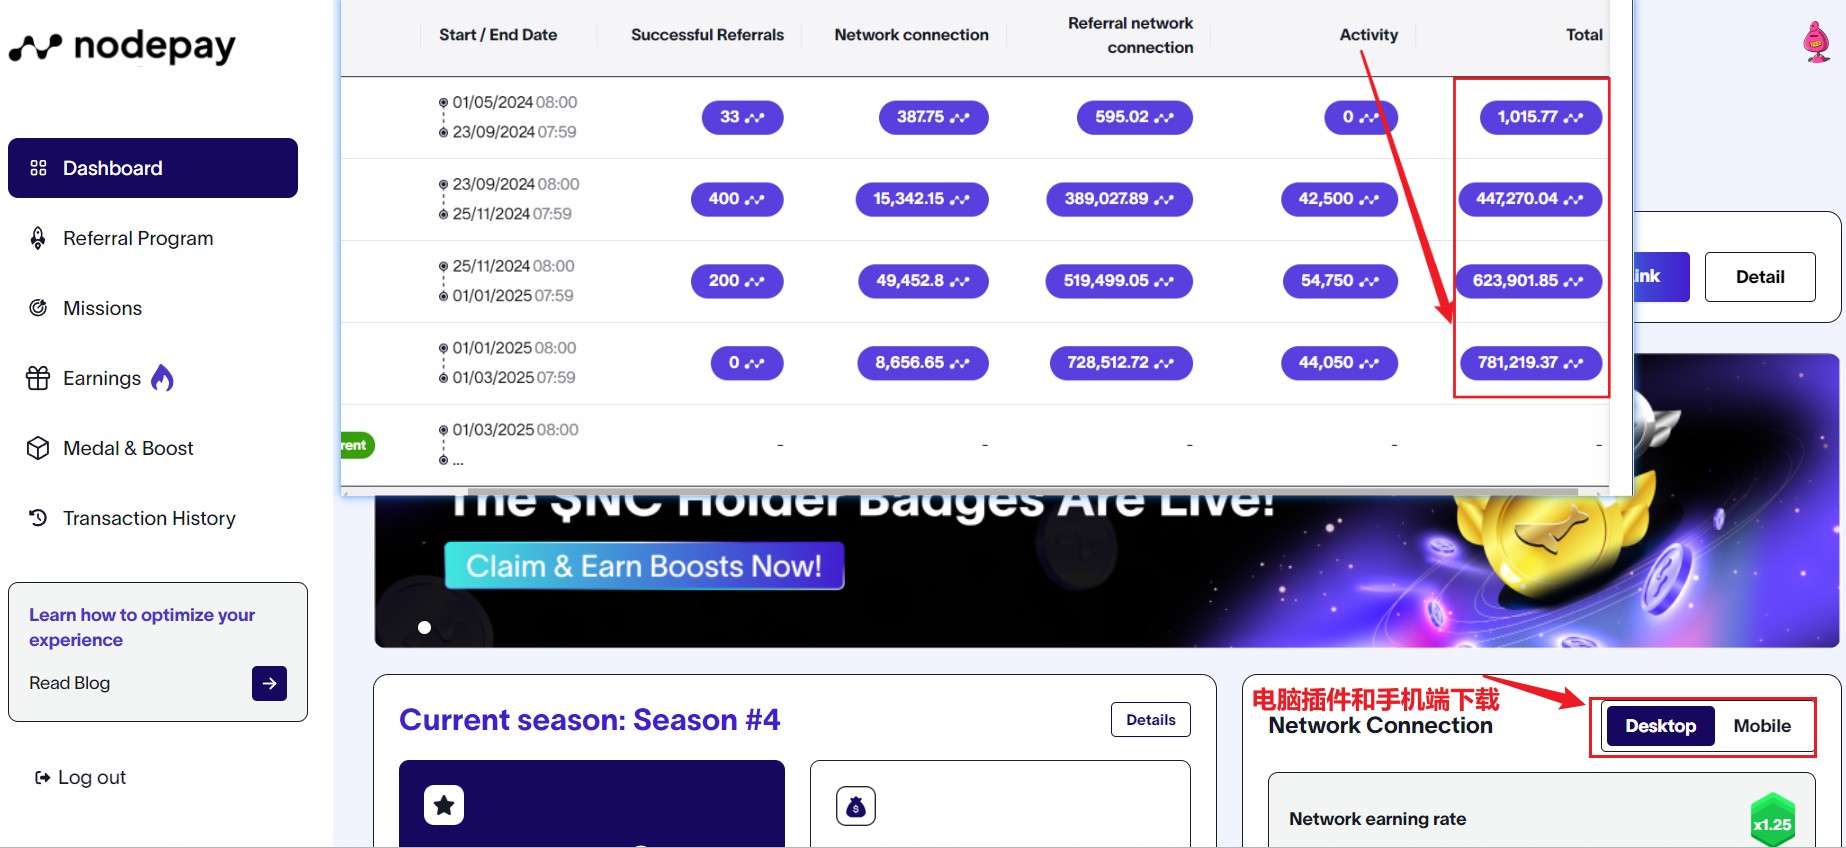 nodepay
Dashboard
Referral Program
Missions
Earnings
Medal & Boost
Transaction History
Learn how to optimize your
experience
Read Blog
Log out
Start / End Date Successful Referrals Network connection Referral network connection Activity Total
01/05/2024 08:00
23/09/2024 07:59
33 387.75 595.02 0 1,015.77
23/09/2024 08:00
25/11/2024 07:59
400 15,342.15 389,027.89 42,500 447,270.04
25/11/2024 08:00
01/01/2025 07:59
200 49,452.8 519,499.05 54,750 623,901.85
01/01/2025 08:00
01/03/2025 07:59
0 8,656.65 728,512.72 44,050 781,219.37
rent
01/03/2025 08:00
...
- - - - -
ink Detail
The $NC Holder Badges Are Live!
Claim & Earn Boosts Now!
Current season: Season #4
Details
电脑插件和手机端下载
Network Connection
Desktop Mobile
Network earning rate
x1.25